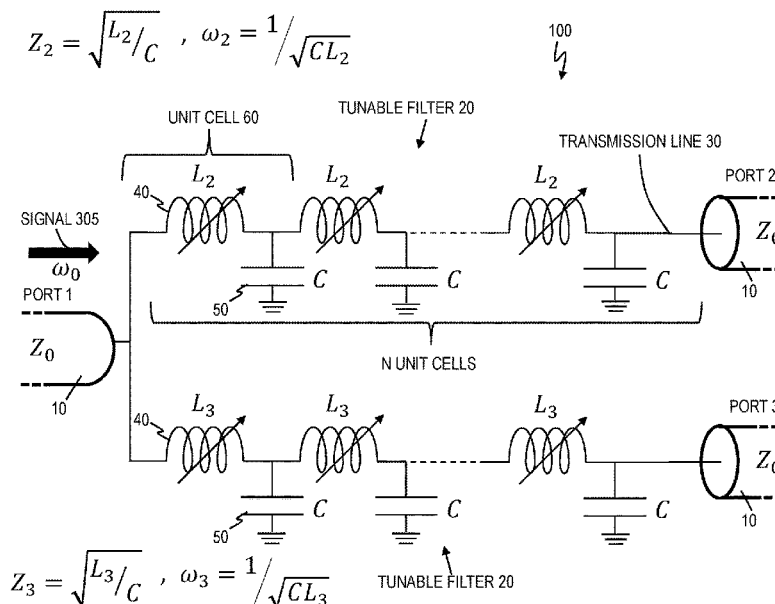 Z₂ = √(L₂/C) , ω₂ = 1/√(CL₂)
100
TUNABLE FILTER 20
UNIT CELL 60
TRANSMISSION LINE 30
PORT 2
40
L₂
L₂
L₂
SIGNAL 305
ω₀
Z₀
PORT 1
50
C
C
C
10
Z₀
N UNIT CELLS
10
40
L₃
L₃
L₃
PORT 3
Z₀
50
C
C
C
10
Z₃ = √(L₃/C) , ω₃ = 1/√(CL₃)
TUNABLE FILTER 20